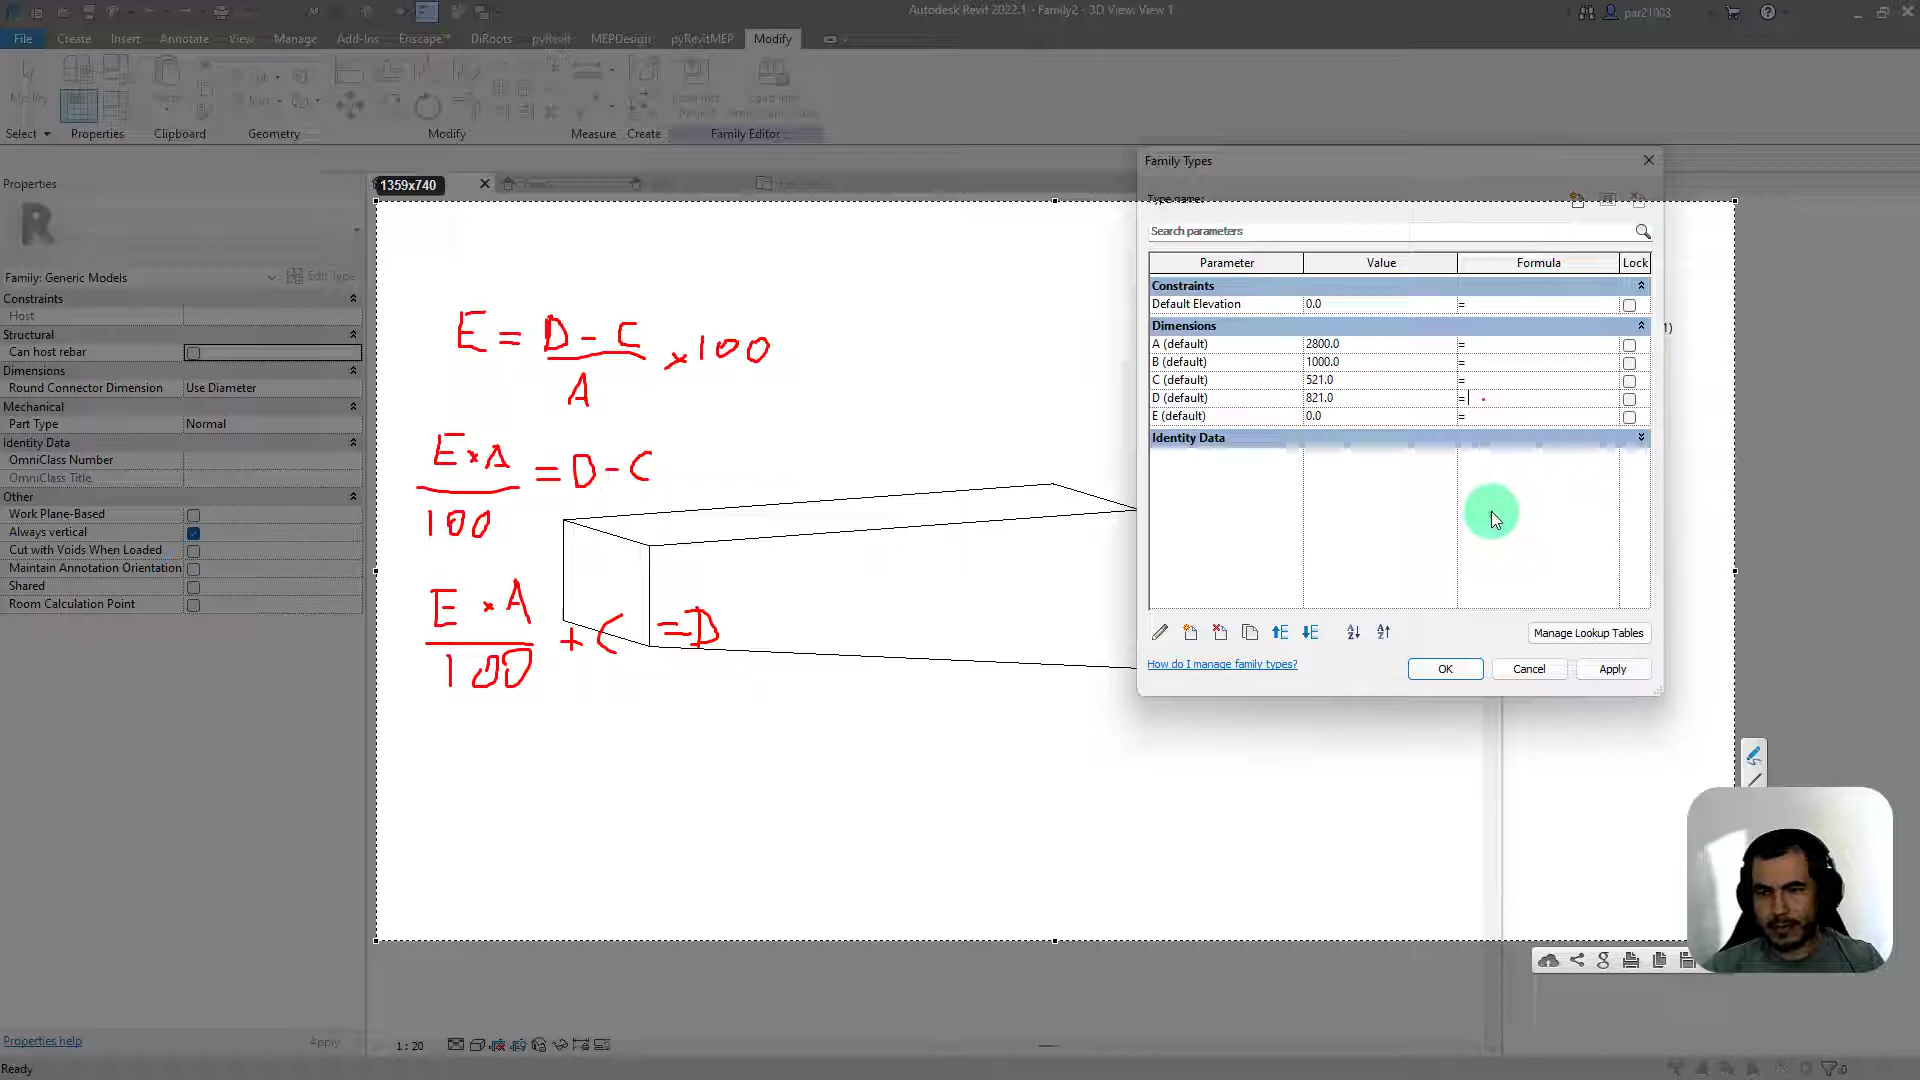 Autodesk Revit 2022.1 - Family2 - 3D View: View 1
par21003
File
Create
Insert
Annotate
View
Manage
Add-Ins
Enscape™
DiRoots
pyRevit
MEPDesign
pyRevitMEP
Modify
Select
Properties
Clipboard
Geometry
Modify
Measure
Create
Family Editor
Properties
1359x740
Family: Generic Models
Edit Type
Constraints
Host
Structural
Can host rebar
Dimensions
Round Connector Dimension Use Diameter
Mechanical
Part Type Normal
Identity Data
OmniClass Number
OmniClass Title
Other
Work Plane-Based
Always vertical
Cut with Voids When Loaded
Maintain Annotation Orientation
Shared
Room Calculation Point
Properties help
Apply
Ready
E = D - C × 100
A
E × A = D - C
100
E × A + C = D
100
Family Types
Type name:
Search parameters
Parameter Value Formula Lock
Constraints
Default Elevation 0.0 =
Dimensions
A (default) 2800.0 =
B (default) 1000.0 =
C (default) 521.0 =
D (default) 821.0 =
E (default) 0.0 =
Identity Data
Manage Lookup Tables
How do I manage family types?
OK
Cancel
Apply
1)
1 : 20
:0